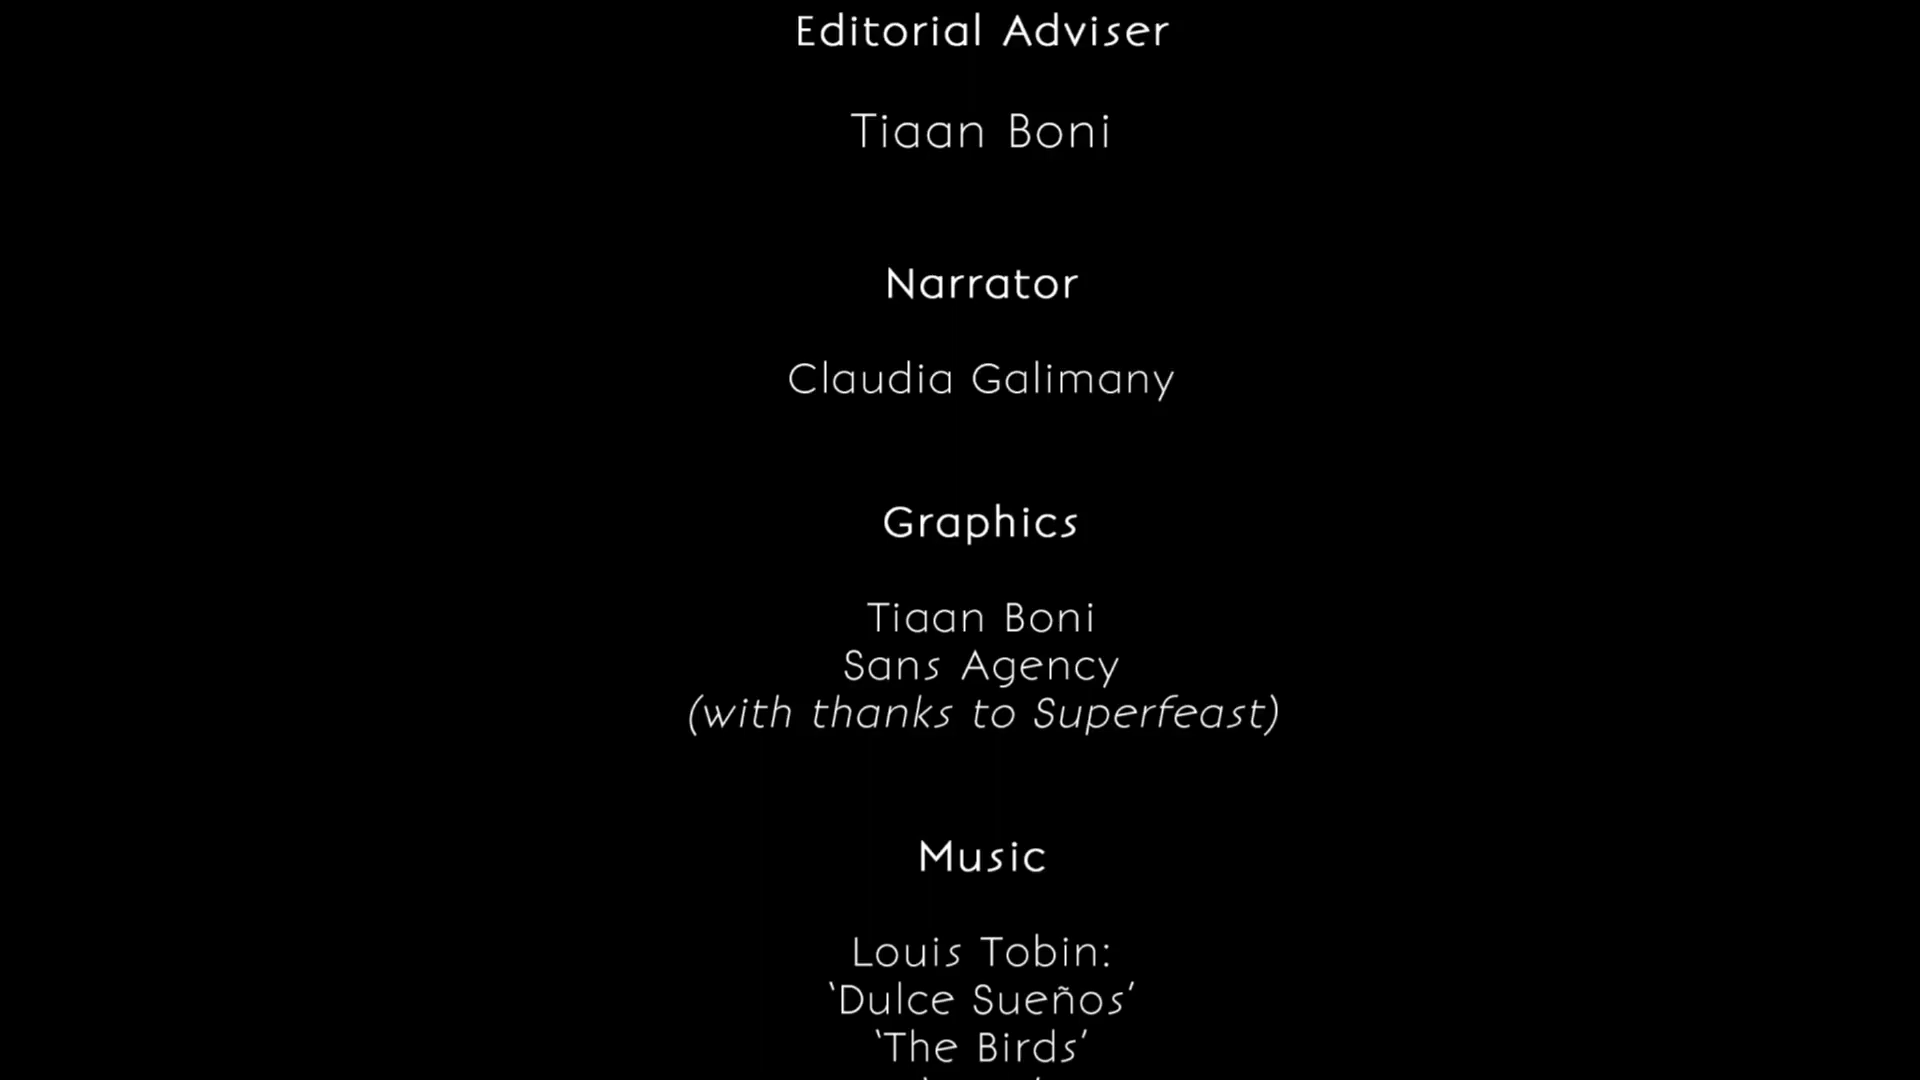 Editorial Adviser
Tiaan Boni
Narrator
Claudia Galimany
Graphics
Tiaan Boni
Sans Agency
(with thanks to Superfeast)
Music
Louis Tobin:
‘Dulce Sueños’
‘The Birds’